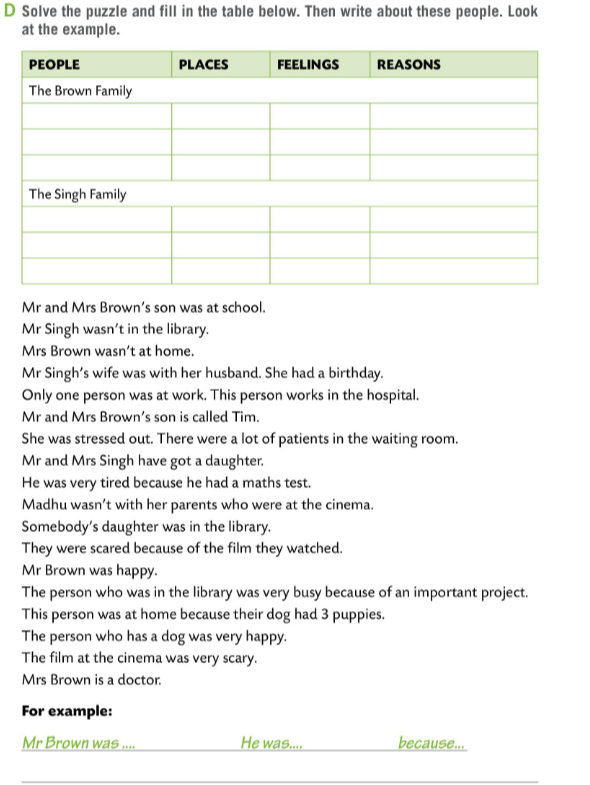 D Solve the puzzle and fill in the table below. Then write about these people. Look
at the example.
PEOPLE PLACES FEELINGS REASONS
The Brown Family
The Singh Family
Mr and Mrs Brown's son was at school.
Mr Singh wasn't in the library.
Mrs Brown wasn't at home.
Mr Singh's wife was with her husband. She had a birthday.
Only one person was at work. This person works in the hospital.
Mr and Mrs Brown's son is called Tim.
She was stressed out. There were a lot of patients in the waiting room.
Mr and Mrs Singh have got a daughter.
He was very tired because he had a maths test.
Madhu wasn't with her parents who were at the cinema.
Somebody's daughter was in the library.
They were scared because of the film they watched.
Mr Brown was happy.
The person who was in the library was very busy because of an important project.
This person was at home because their dog had 3 puppies.
The person who has a dog was very happy.
The film at the cinema was very scary.
Mrs Brown is a doctor.
For example:
Mr Brown was .... He was.... because...